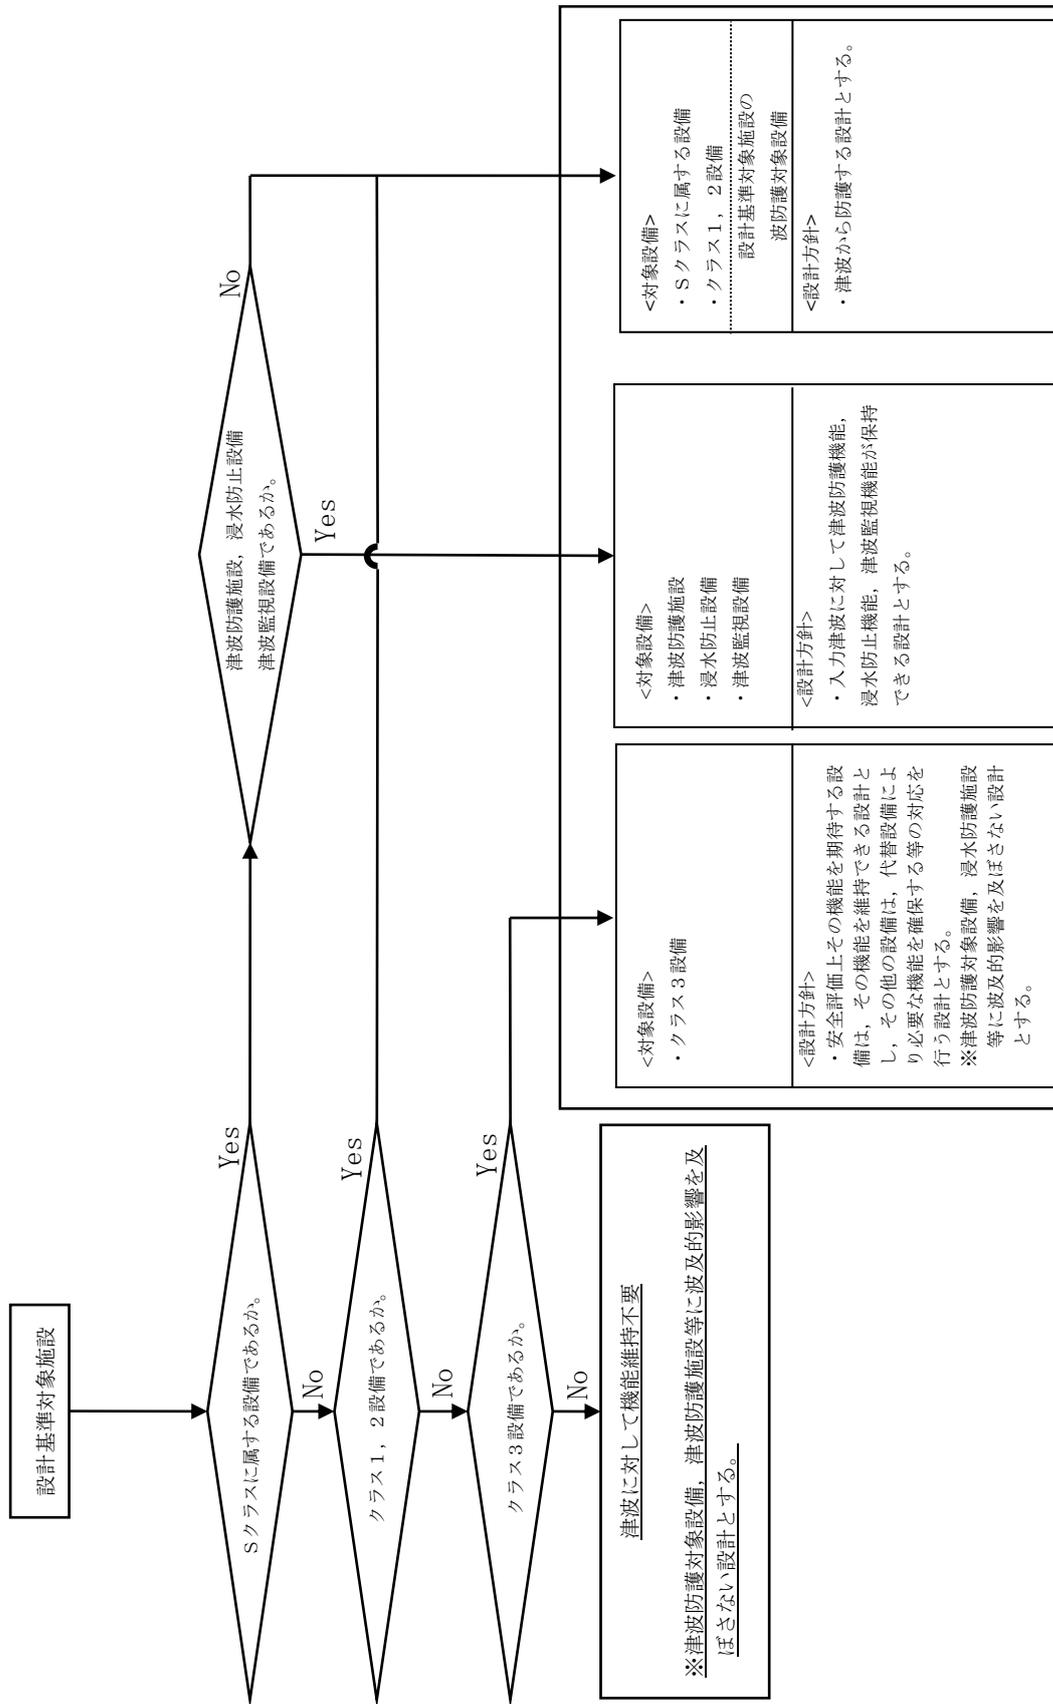 設計基準対象施設
Sクラスに属する設備であるか。
Yes
No
津波防護施設，浸水防止設備
津波監視設備であるか。
No
Yes
クラス1，2設備であるか。
Yes
No
クラス3設備であるか。
Yes
No
津波に対して機能維持不要
※津波防護対象設備，津波防護施設等に波及的影響を及
ぼさない設計とする。
<対象設備>
・クラス3設備
<設計方針>
・安全評価上その機能を期待する設
備は，その機能を維持できる設計と
し，その他の設備は，代替設備によ
り必要な機能を確保する等の対応を
行う設計とする。
※津波防護対象設備，浸水防護施設
等に波及的影響を及ぼさない設計
とする。
<対象設備>
・津波防護施設
・浸水防止設備
・津波監視設備
<設計方針>
・入力津波に対して津波防護機能，
浸水防止機能，津波監視機能が保持
できる設計とする。
<対象設備>
・Sクラスに属する設備
・クラス1，2設備
設計基準対象施設の
波防護対象設備
<設計方針>
・津波から防護する設計とする。